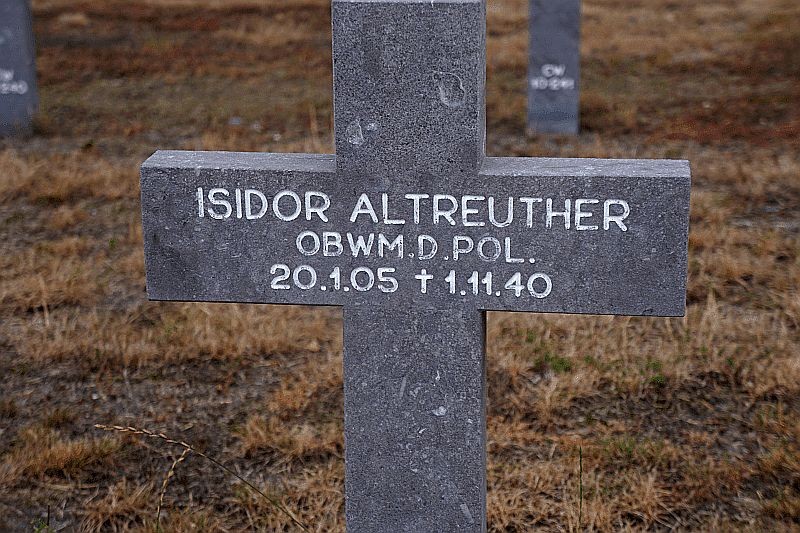 ISIDOR ALTREUTHER
OBWM.D.POL.
20.1.05 † 1.11.40